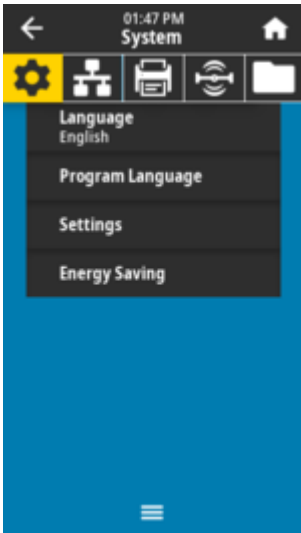 01:47 PM
System
Language
English
Program Language
Settings
Energy Saving